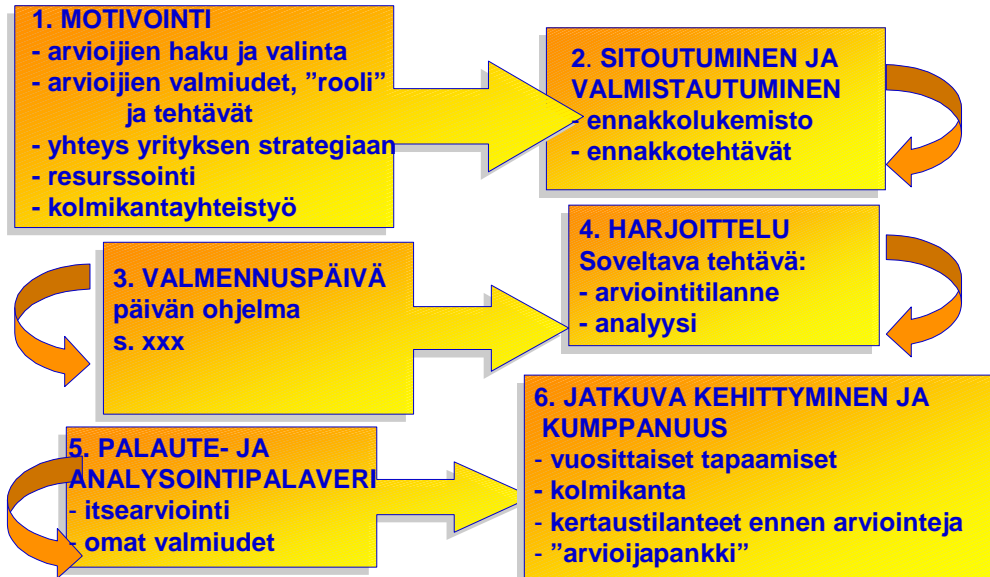 1. MOTIVOINTI
- arvioijien haku ja valinta
- arvioijien valmiudet, ”rooli”
ja tehtävät
- yhteys yrityksen strategiaan
- resurssointi
- kolmikantayhteistyö
2. SITOUTUMINEN JA
VALMISTAUTUMINEN
- ennakkolukemisto
- ennakkotehtävät
3. VALMENNUSPÄIVÄ
päivän ohjelma
s. xxx
4. HARJOITTELU
Soveltava tehtävä:
- arviointitilanne
- analyysi
5. PALAUTE- JA
ANALYSOINTIPALAVERI
- itsearviointi
- omat valmiudet
6. JATKUVA KEHITTYMINEN JA
KUMPPANUUS
- vuosittaiset tapaamiset
- kolmikanta
- kertaustilanteet ennen arviointeja
- ”arvioijapankki”